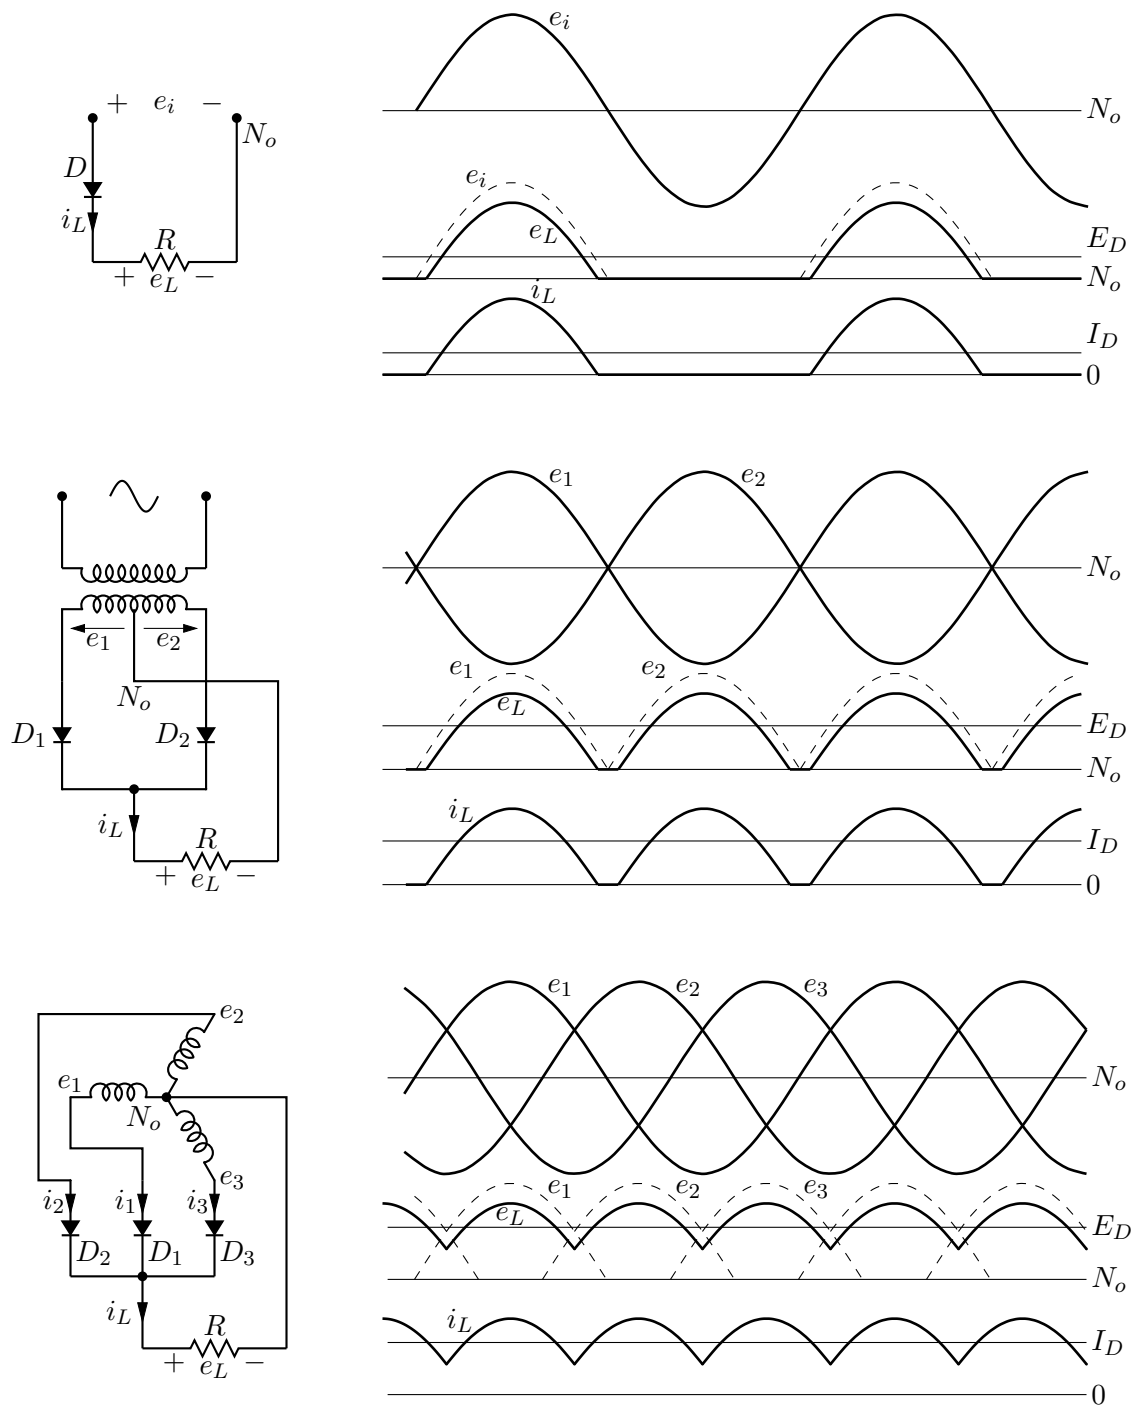 + e_i −
N_o
D
i_L
R
+ e_L −
e_i
N_o
e_i
e_L
E_D
N_o
i_L
I_D
0
e_1 e_2
N_o
D_1 D_2
i_L
R
+ e_L −
e_1 e_2
N_o
e_1 e_2
e_L
E_D
N_o
i_L
I_D
0
e_2
e_1
N_o
e_3
i_2 i_1 i_3
D_2 D_1 D_3
i_L
R
+ e_L −
e_1 e_2 e_3
N_o
e_1 e_2 e_3
e_L
E_D
N_o
i_L
I_D
0